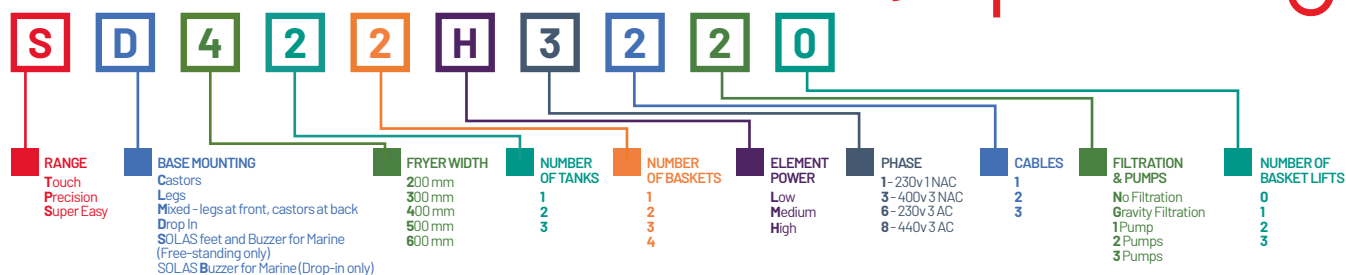 S D 4 2 2 H 3 2 2 0
RANGE
Touch
Precision
Super Easy
BASE MOUNTING
Castors
Legs
Mixed - legs at front, castors at back
Drop In
SOLAS feet and Buzzer for Marine
(Free-standing only)
SOLAS Buzzer for Marine (Drop-in only)
FRYER WIDTH
200 mm
300 mm
400 mm
500 mm
600 mm
NUMBER
OF TANKS
1
2
3
NUMBER
OF BASKETS
1
2
3
4
ELEMENT
POWER
Low
Medium
High
PHASE
1 - 230v 1 NAC
3 - 400v 3 NAC
6 - 230v 3 AC
8 - 440v 3 AC
CABLES
1
2
3
FILTRATION
& PUMPS
No Filtration
Gravity Filtration
1 Pump
2 Pumps
3 Pumps
NUMBER OF
BASKET LIFTS
0
1
2
3